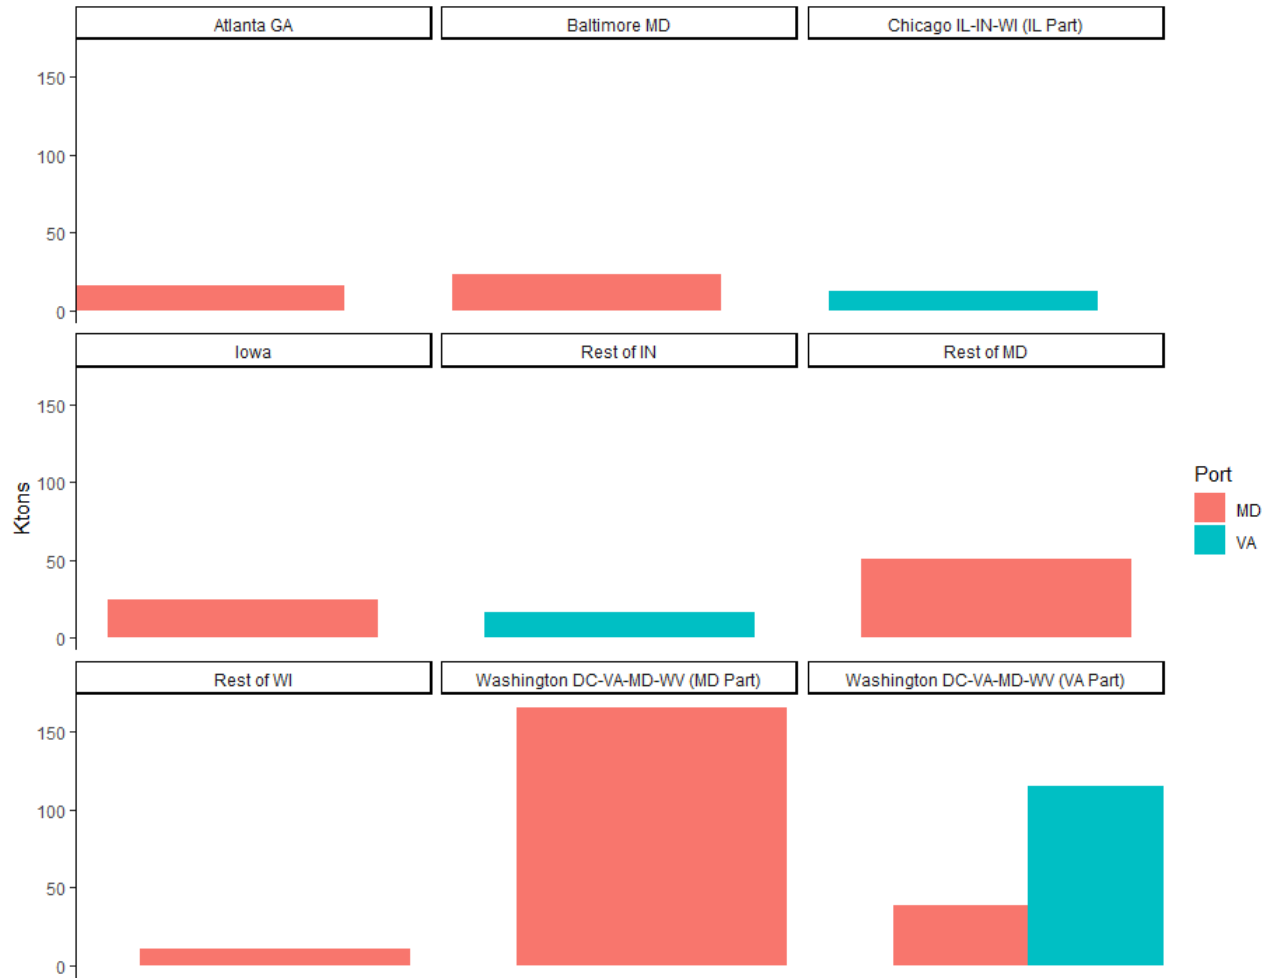 Atlanta GA
Baltimore MD
Chicago IL-IN-WI (IL Part)
150
100
50
0
Iowa
Rest of IN
Rest of MD
150
100
50
0
Rest of WI
Washington DC-VA-MD-WV (MD Part)
Washington DC-VA-MD-WV (VA Part)
150
100
50
0
Ktons
Port
MD
VA